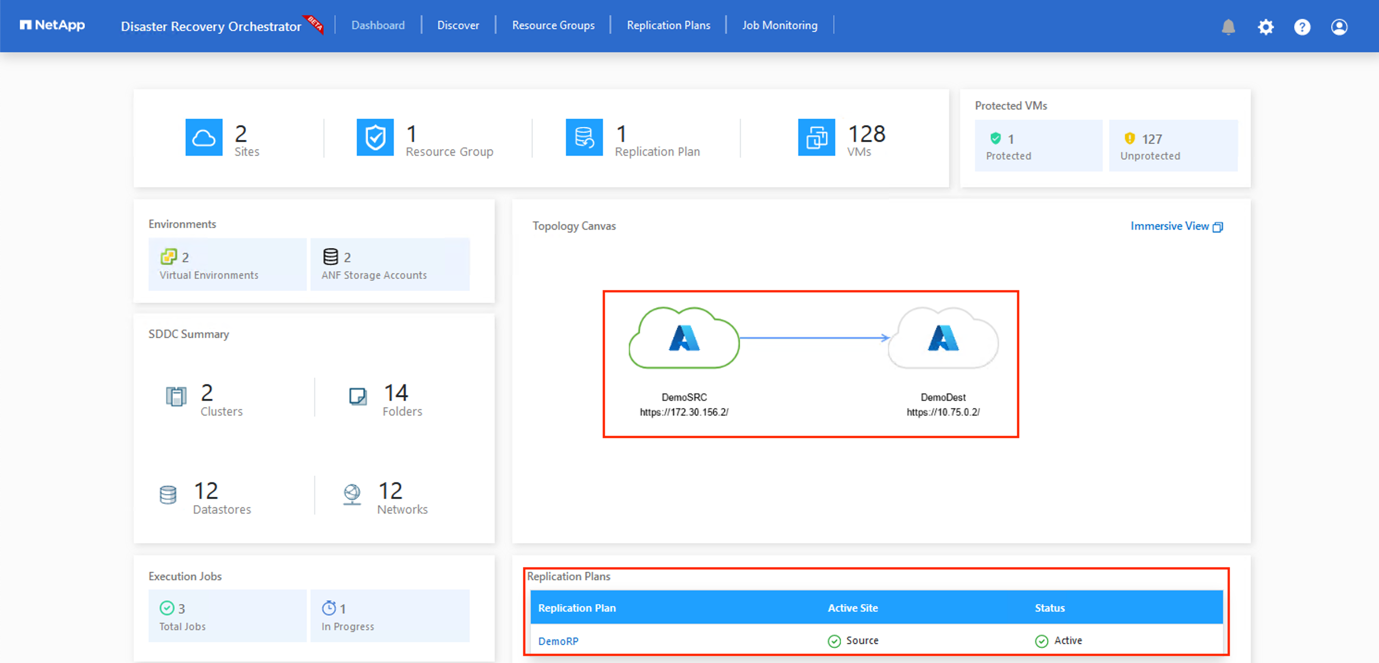 NetApp
Disaster Recovery Orchestrator BETA
Dashboard
Discover
Resource Groups
Replication Plans
Job Monitoring
?
2
Sites
1
Resource Group
1
Replication Plan
128
VMs
Protected VMs
1
Protected
127
Unprotected
Environments
2
Virtual Environments
2
ANF Storage Accounts
Topology Canvas
Immersive View
DemoSRC
https://172.30.156.2/
DemoDest
https://10.75.0.2/
SDDC Summary
2
Clusters
14
Folders
12
Datastores
12
Networks
Execution Jobs
3
Total Jobs
1
In Progress
Replication Plans
Replication Plan Active Site Status
DemoRP Source Active